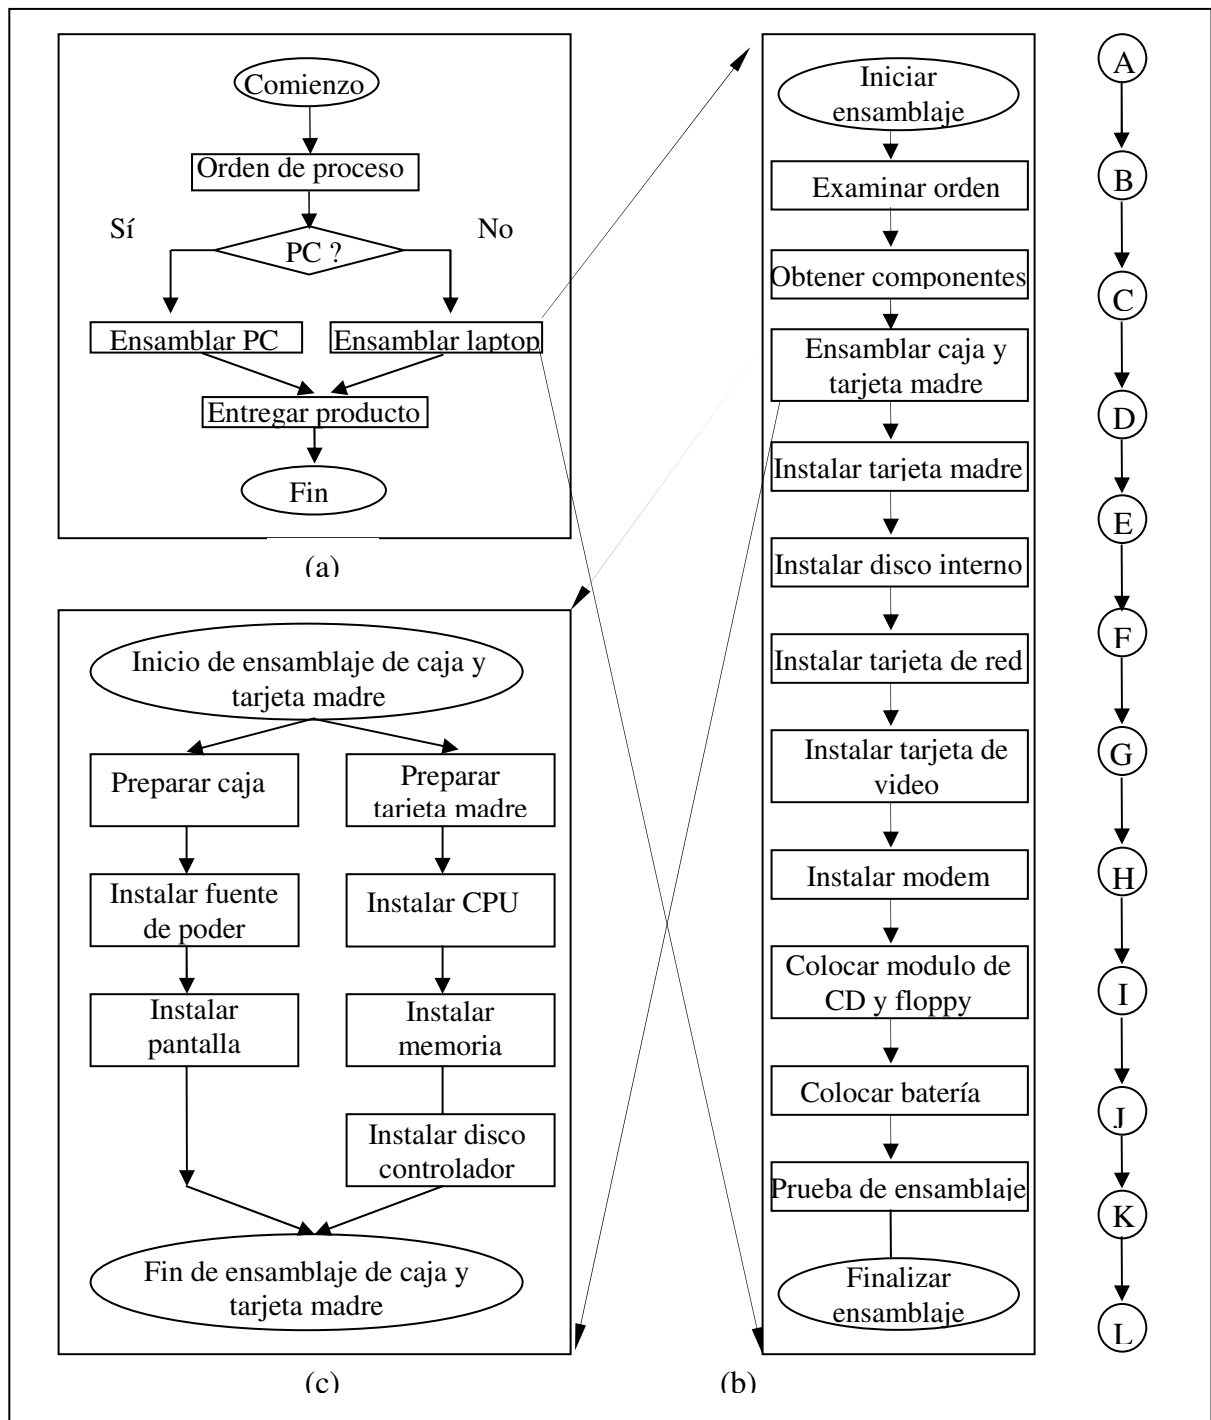 Comienzo
Orden de proceso
Sí
No
PC ?
Ensamblar PC
Ensamblar laptop
Entregar producto
Fin
(a)
Inicio de ensamblaje de caja y
tarjeta madre
Preparar caja
Preparar
tarjeta madre
Instalar fuente
de poder
Instalar CPU
Instalar
pantalla
Instalar
memoria
Instalar disco
controlador
Fin de ensamblaje de caja y
tarjeta madre
(c)
Iniciar
ensamblaje
Examinar orden
Obtener componentes
Ensamblar caja y
tarjeta madre
Instalar tarjeta madre
Instalar disco interno
Instalar tarjeta de red
Instalar tarjeta de
video
Instalar modem
Colocar modulo de
CD y floppy
Colocar batería
Prueba de ensamblaje
Finalizar
ensamblaje
(b)
A
B
C
D
E
F
G
H
I
J
K
L